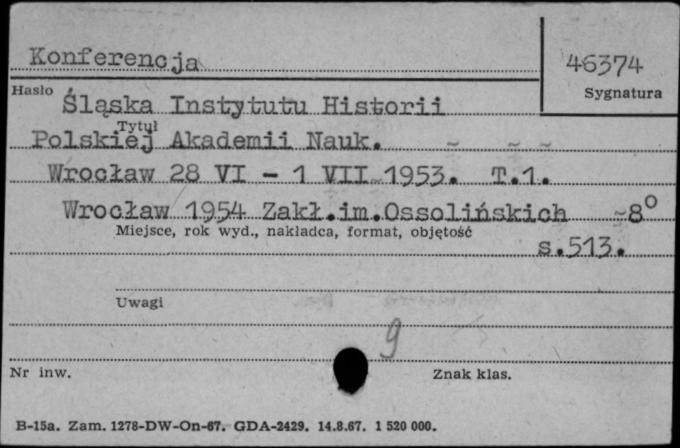 Konferencja
46374
Hasło
Sygnatura
Śląska Instytutu Historii
Tytuł
Polskiej Akademii Nauk. ~ ~ ~
Wrocław 28 VI - 1 VII 1953. T.1.
Wrocław 1954 Zakł.im.Ossolińskich ~8°
Miejsce, rok wyd., nakładca, format, objętość
s.513.
Uwagi
9
Nr inw.
Znak klas.
B-15a. Zam. 1278-DW-On-67. GDA-2429. 14.8.67. 1 520 000.